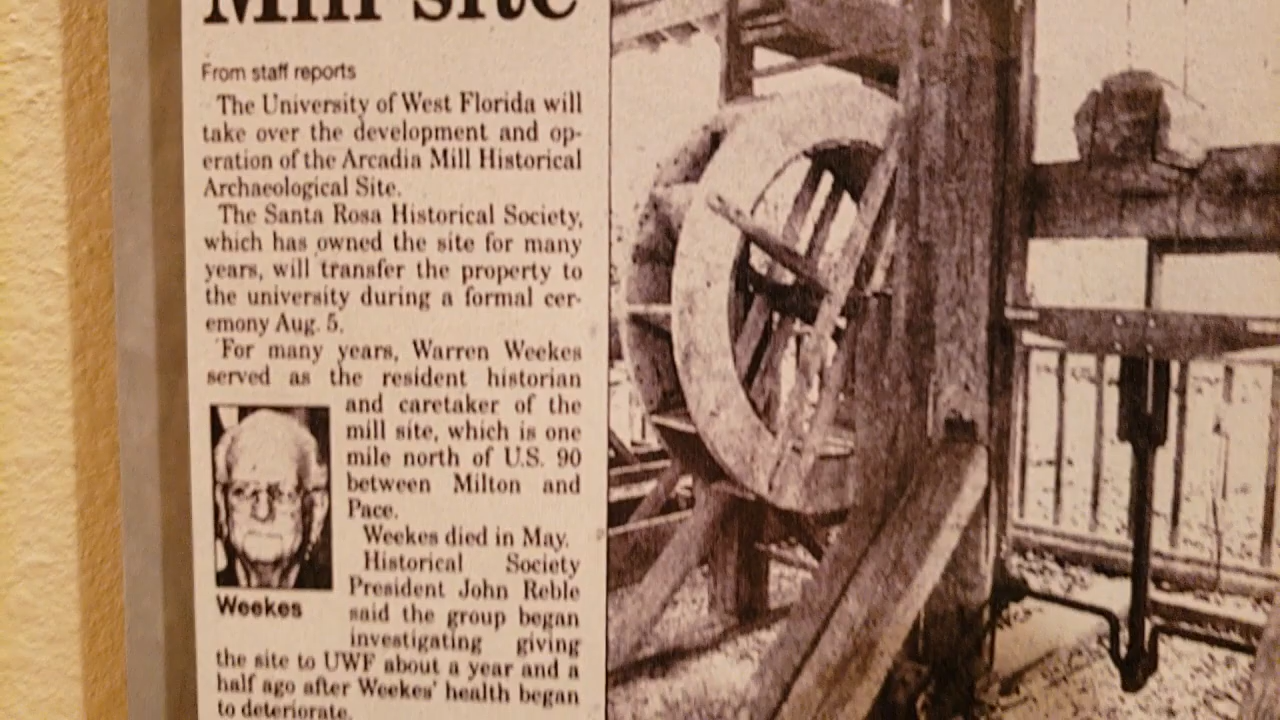 Mill site
From staff reports
The University of West Florida will
take over the development and op-
eration of the Arcadia Mill Historical
Archaeological Site.
The Santa Rosa Historical Society,
which has owned the site for many
years, will transfer the property to
the university during a formal cer-
emony Aug. 5.
For many years, Warren Weekes
served as the resident historian
and caretaker of the
mill site, which is one
mile north of U.S. 90
between Milton and
Pace.
Weekes died in May.
Historical Society
President John Reble
said the group began
investigating giving
the site to UWF about a year and a
half ago after Weekes' health began
to deteriorate.
Weekes